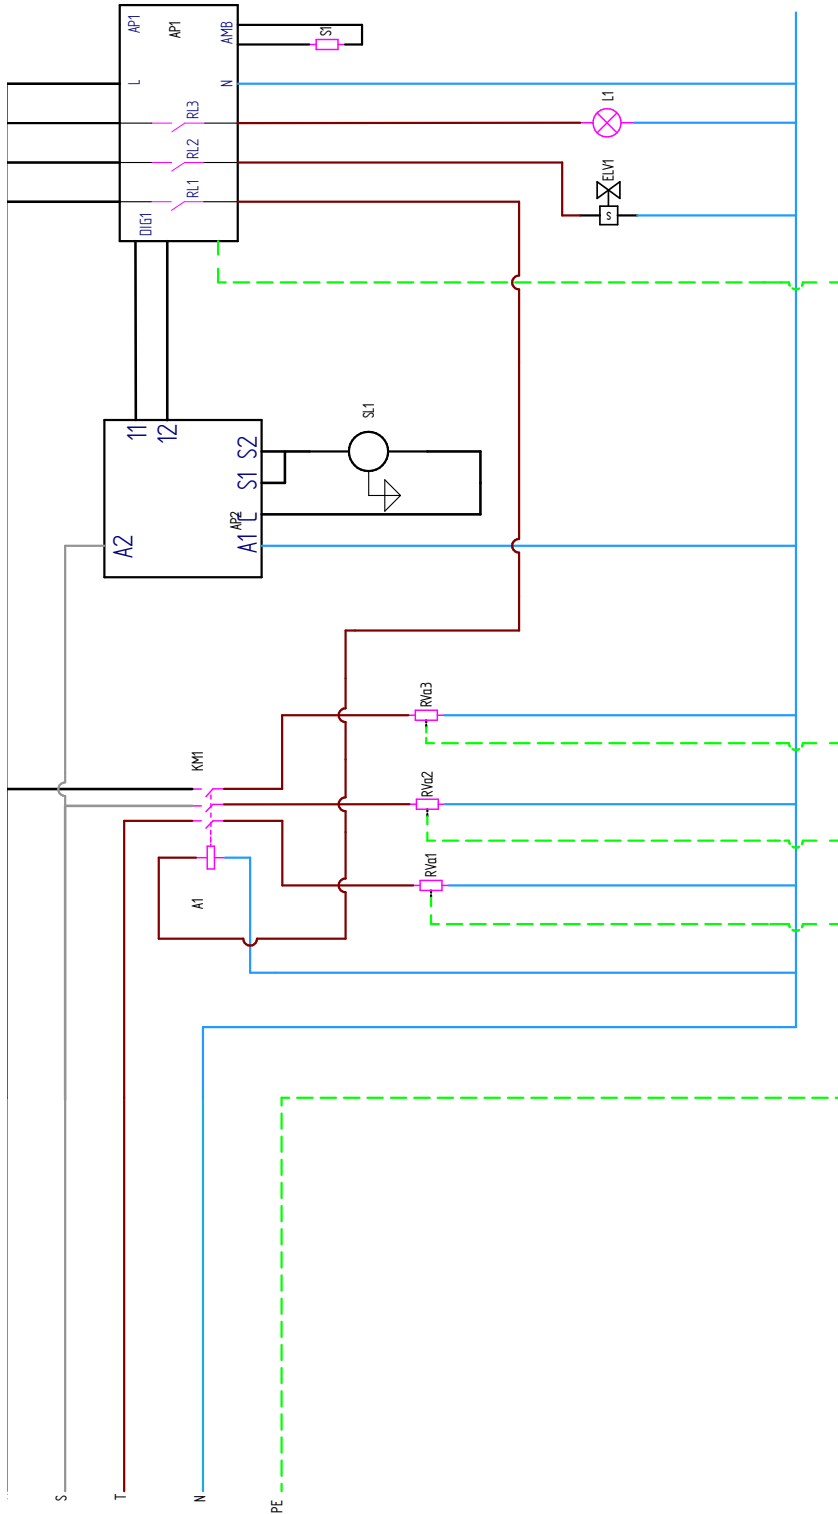 AP1
AP1
AMB
S1
L
N
RL3
L1
RL2
RL1
ELV1
S
DIG1
11
12
SL1
S2
S1
L
AP2
A2
A1
RVa3
KM1
RVa2
RVa1
A1
S
T
N
PE